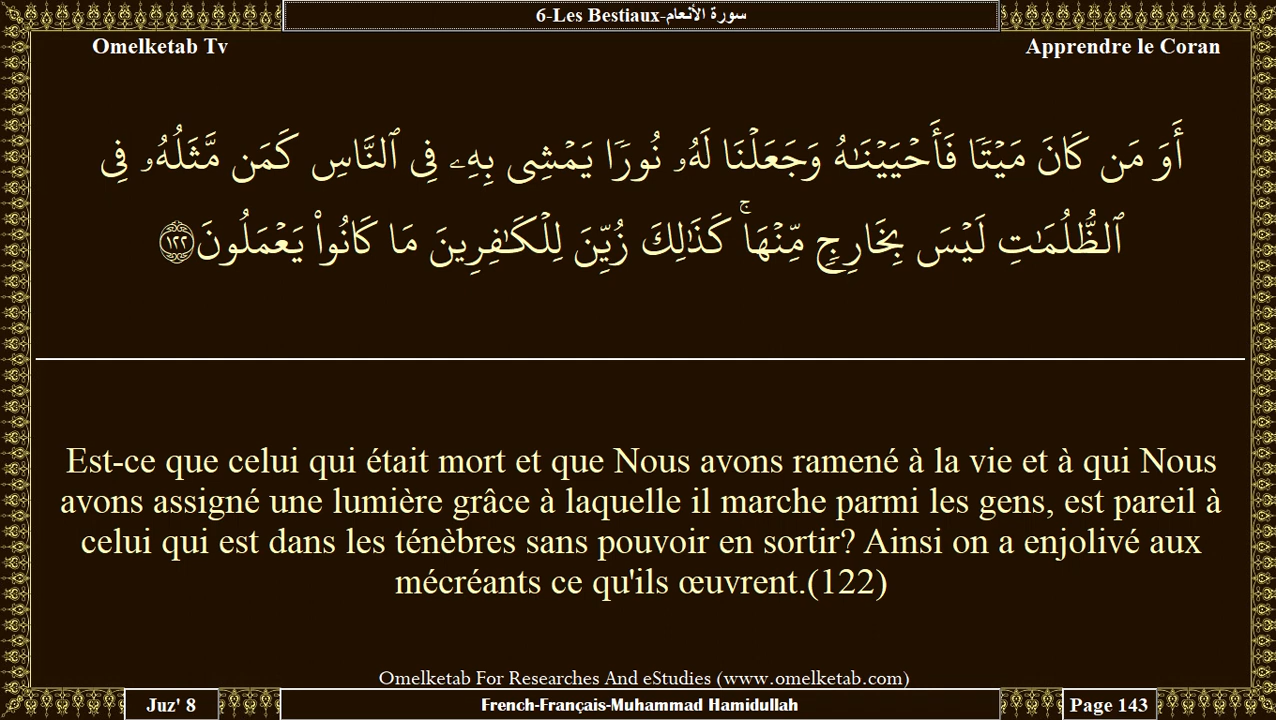 6-Les Bestiaux-سورة الأنعام
Omelketab Tv
Apprendre le Coran
أَوَ مَن كَانَ مَيۡتٗا فَأَحۡيَيۡنَٰهُ وَجَعَلۡنَا لَهُۥ نُورٗا يَمۡشِي بِهِۦ فِي ٱلنَّاسِ كَمَن مَّثَلُهُۥ فِي
ٱلظُّلُمَٰتِ لَيۡسَ بِخَارِجٖ مِّنۡهَاۚ كَذَٰلِكَ زُيِّنَ لِلۡكَٰفِرِينَ مَا كَانُواْ يَعۡمَلُونَ ١٢٢
Est-ce que celui qui était mort et que Nous avons ramené à la vie et à qui Nous
avons assigné une lumière grâce à laquelle il marche parmi les gens, est pareil à
celui qui est dans les ténèbres sans pouvoir en sortir? Ainsi on a enjolivé aux
mécréants ce qu'ils œuvrent.(122)
Omelketab For Researches And eStudies (www.omelketab.com)
Juz' 8
French-Français-Muhammad Hamidullah
Page 143